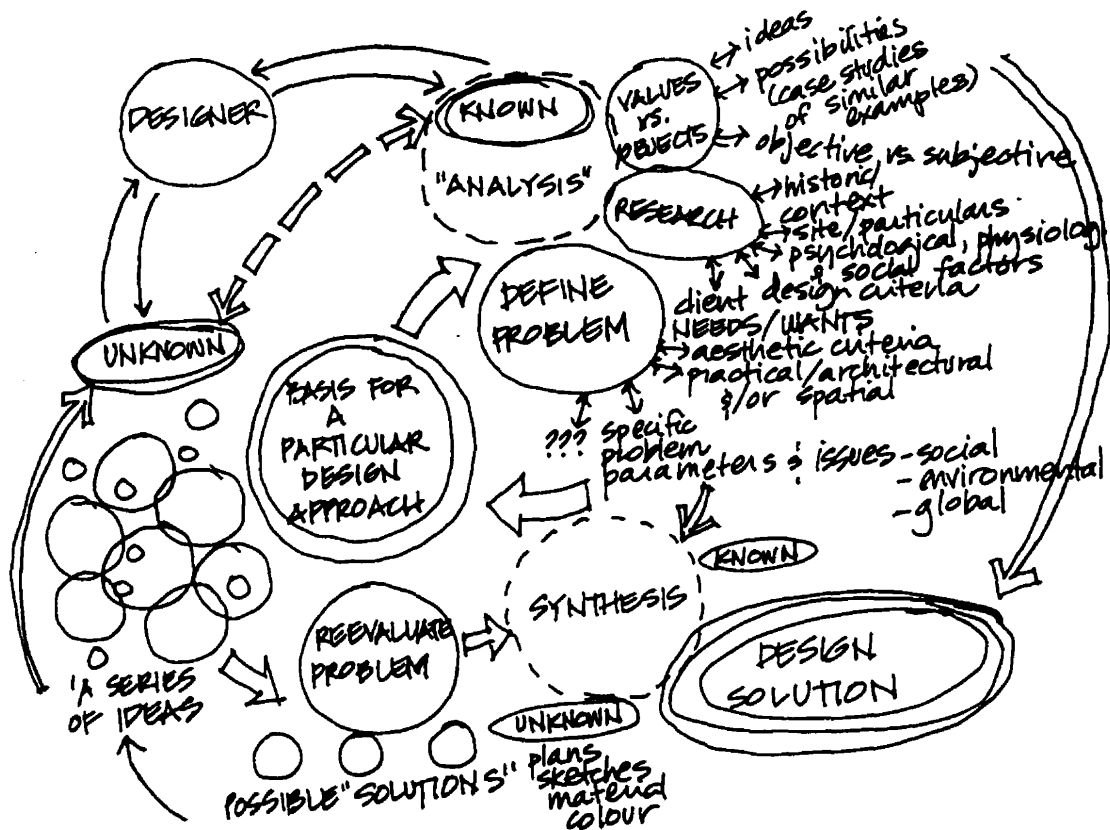 DESIGNER
KNOWN
"ANALYSIS"
VALUES
vs.
REJECTS
ideas
possibilities
(case studies
of similar
examples)
objective vs subjective
RESEARCH
historic/
context
site/particulars
psychological, physiolog
& social factors
design criteria
client
NEEDS/WANTS
aesthetic criteria
practical/architectural
&/or spatial
DEFINE
PROBLEM
???
specific
problem
parameters & issues - social
- environmental
- global
UNKNOWN
BASIS FOR
A
PARTICULAR
DESIGN
APPROACH
KNOWN
SYNTHESIS
REEVALUATE
PROBLEM
DESIGN
SOLUTION
'A SERIES
OF IDEAS
UNKNOWN
POSSIBLE "SOLUTIONS"
plans
sketches
material
colour